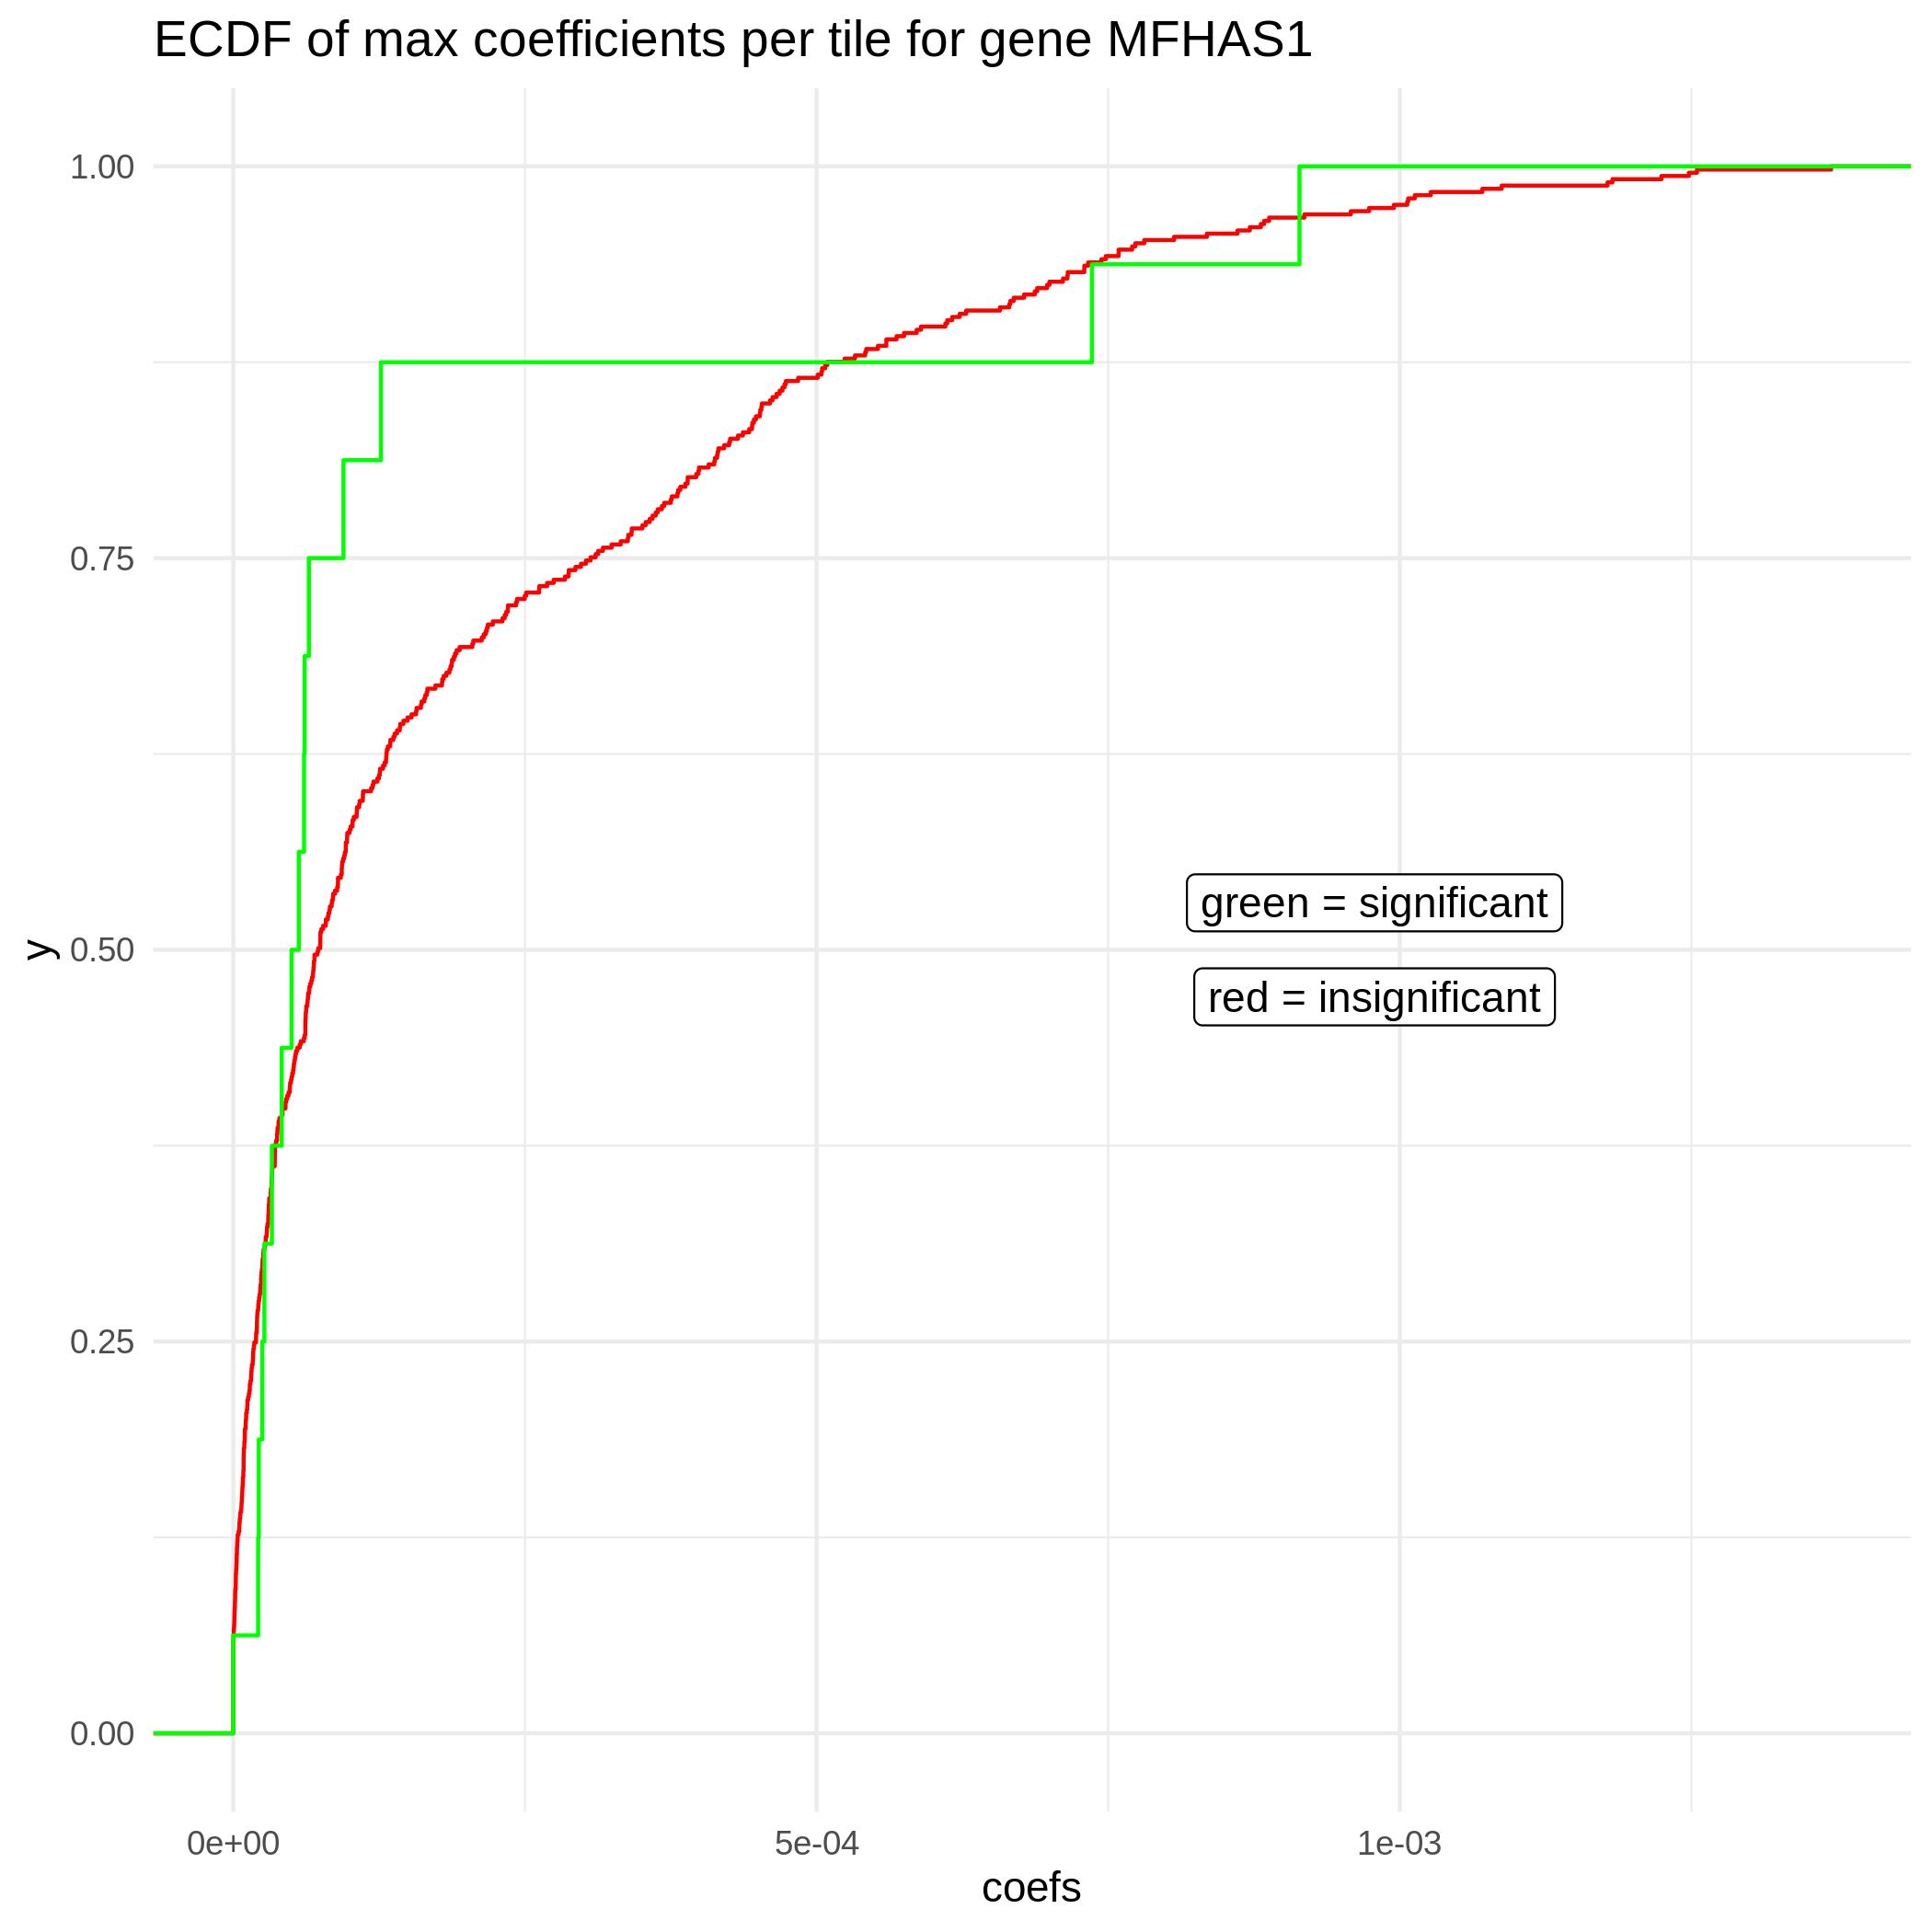 ECDF of max coefficients per tile for gene MFHAS1
1.00
0.75
0.50
0.25
0.00
y
green = significant
red = insignificant
0e+00
5e-04
1e-03
coefs